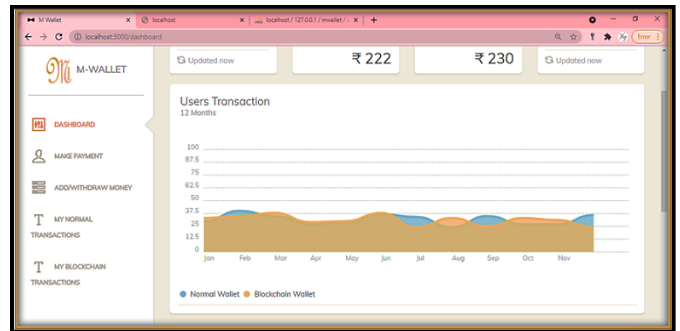 M Wallet
localhost
localhost / 127.0.0.1 / mwallet /
localhost:3000/dashboard
Error
M-WALLET
Updated now
₹ 222
₹ 230
Updated now
Users Transaction
12 Months
DASHBOARD
MAKE PAYMENT
ADD/WITHDRAW MONEY
MY NORMAL
TRANSACTIONS
MY BLOCKCHAIN
TRANSACTIONS
100
87.5
75
62.5
50
37.5
25
12.5
0
Jan Feb Mar Apr May Jun Jul Aug Sep Oct Nov
Normal Wallet Blockchain Wallet